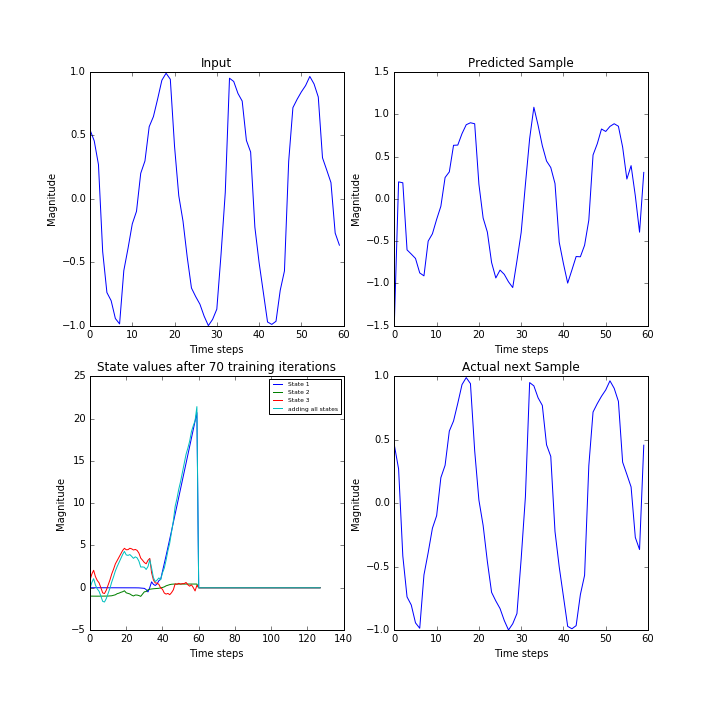 Input
1.0
0.5
0.0
−0.5
−1.0
Magnitude
0 10 20 30 40 50 60
Time steps
Predicted Sample
1.5
1.0
0.5
0.0
−0.5
−1.0
−1.5
Magnitude
0 10 20 30 40 50 60
Time steps
State values after 70 training iterations
25
20
15
10
5
0
−5
Magnitude
State 1
State 2
State 3
adding all states
0 20 40 60 80 100 120 140
Time steps
Actual next Sample
1.0
0.5
0.0
−0.5
−1.0
Magnitude
0 10 20 30 40 50 60
Time steps